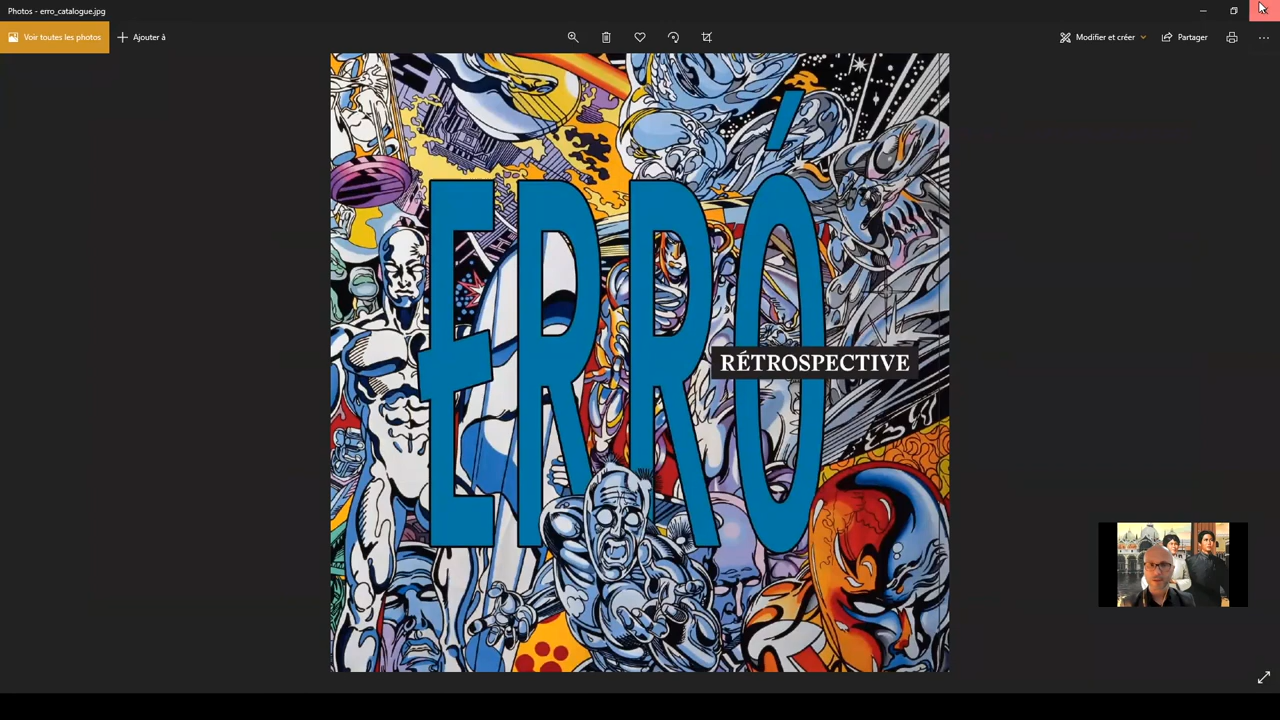 Photos - erro_catalogue.jpg
Voir toutes les photos
Ajouter à
Modifier et créer
Partager
ERRÓ
RÉTROSPECTIVE